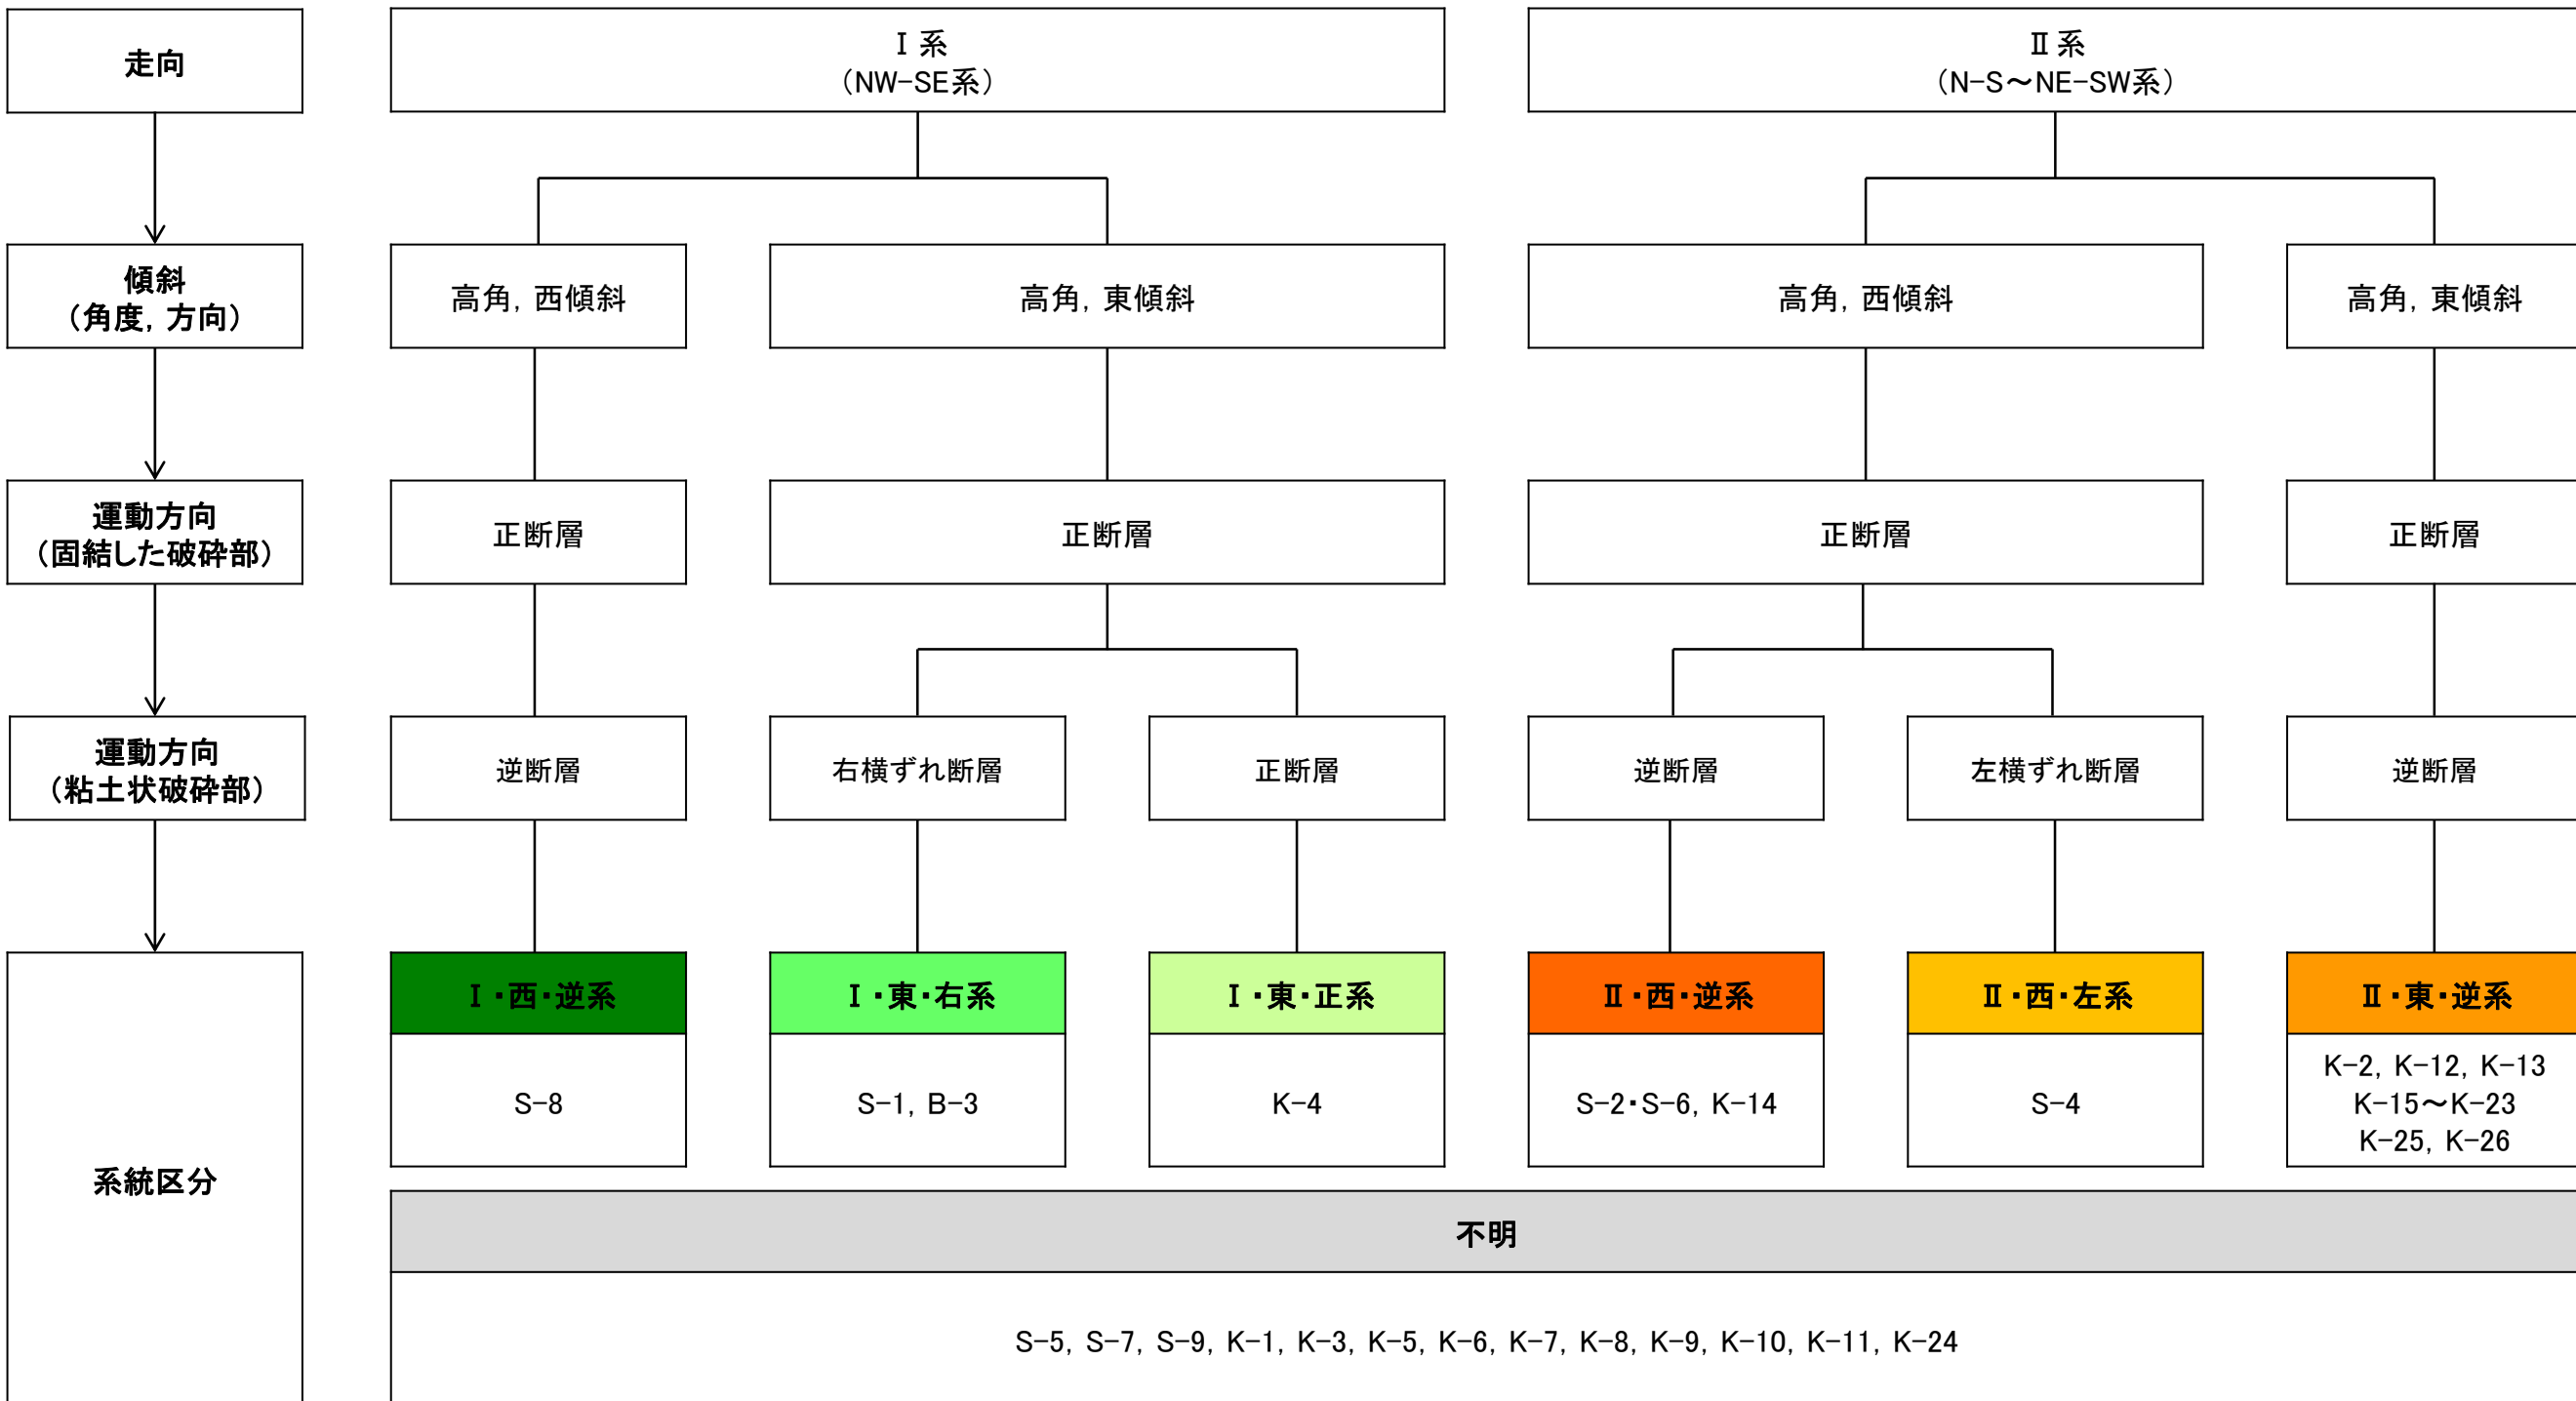 走向
Ⅰ系
（NW-SE系）
Ⅱ系
（N-S～NE-SW系）
傾斜
（角度，方向）
高角，西傾斜
高角，東傾斜
高角，西傾斜
高角，東傾斜
運動方向
（固結した破砕部）
正断層
正断層
正断層
正断層
運動方向
（粘土状破砕部）
逆断層
右横ずれ断層
正断層
逆断層
左横ずれ断層
逆断層
系統区分
Ⅰ・西・逆系
Ⅰ・東・右系
Ⅰ・東・正系
Ⅱ・西・逆系
Ⅱ・西・左系
Ⅱ・東・逆系
S-8
S-1，B-3
K-4
S-2・S-6，K-14
S-4
K-2，K-12，K-13
K-15～K-23
K-25，K-26
不明
S-5，S-7，S-9，K-1，K-3，K-5，K-6，K-7，K-8，K-9，K-10，K-11，K-24